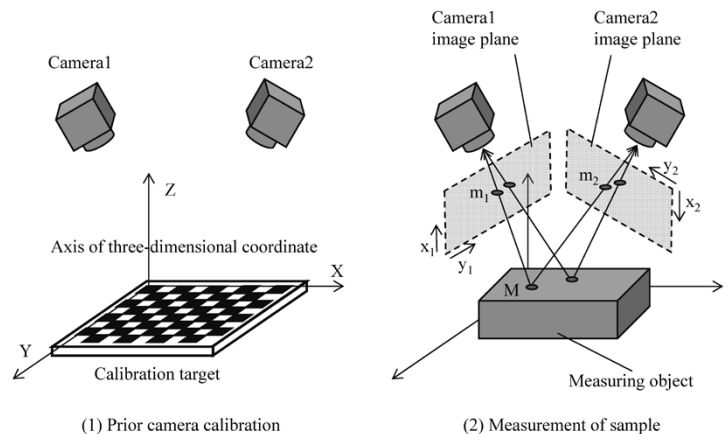 Camera1
Camera2
Z
Axis of three-dimensional coordinate
X
Y
Calibration target
(1) Prior camera calibration
Camera1
image plane
Camera2
image plane
m1
m2
y2
x2
x1
y1
M
Measuring object
(2) Measurement of sample